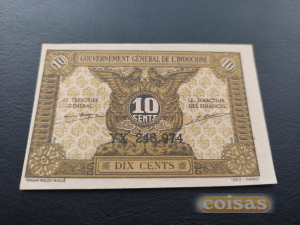 GOUVERNEMENT GÉNÉRAL DE L'INDOCHINE
10 10
LE TRÉSORIER GÉNÉRAL
LE DIRECTEUR DES FINANCES
10
CENTS
DIX CENTS
coisas